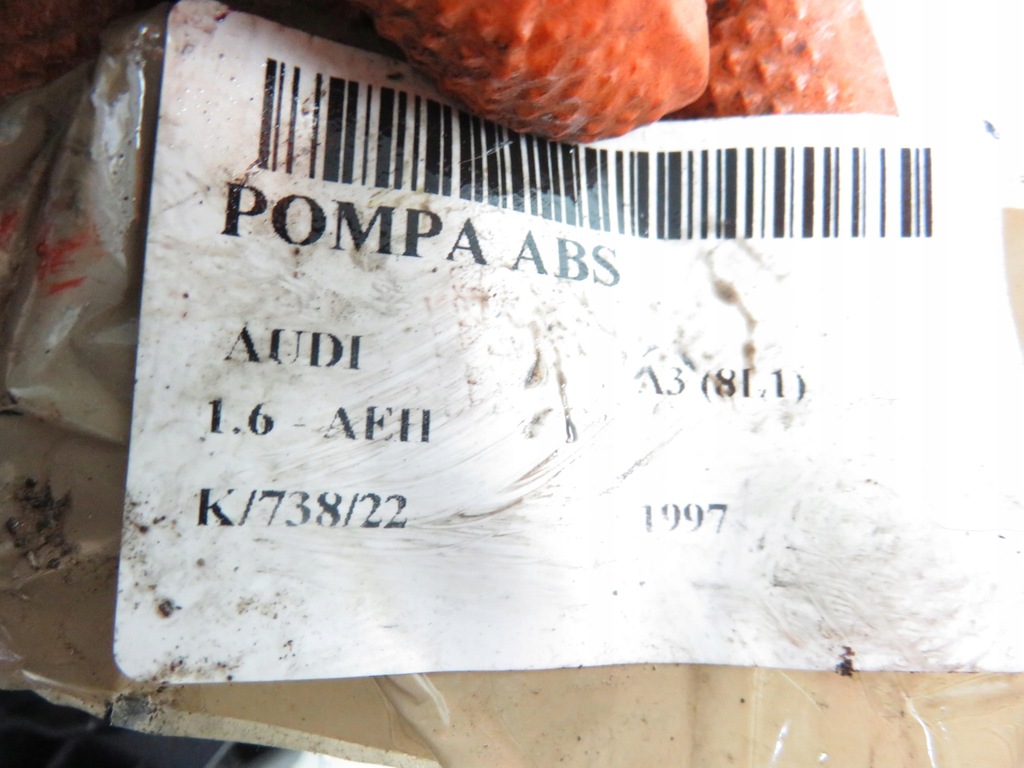 POMPA ABS
AUDI A3 (8L1)
1.6 - AEH
K/738/22 1997